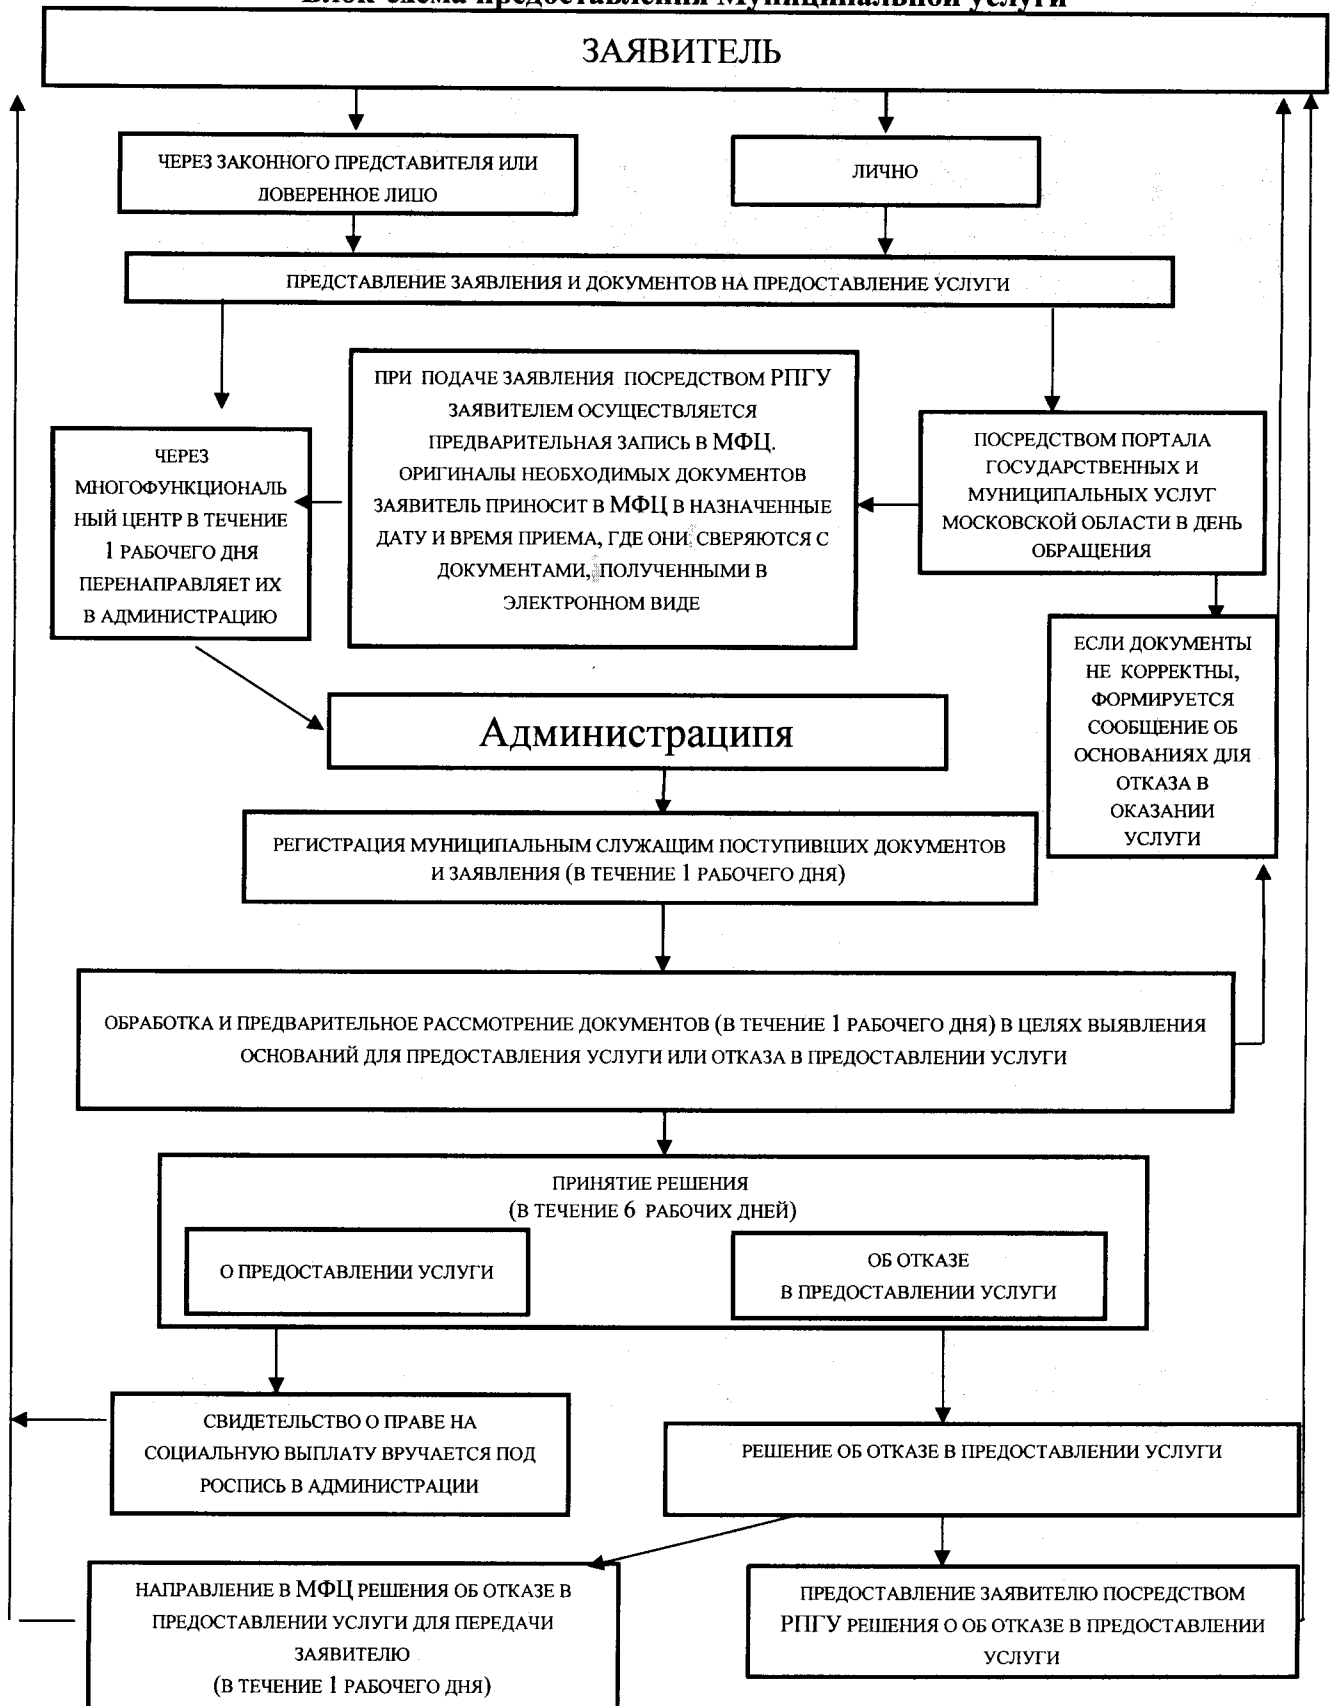 Блок-схема предоставления Муниципальной услуги
ЗАЯВИТЕЛЬ
ЧЕРЕЗ ЗАКОННОГО ПРЕДСТАВИТЕЛЯ ИЛИ
ДОВЕРЕННОЕ ЛИЦО
ЛИЧНО
ПРЕДСТАВЛЕНИЕ ЗАЯВЛЕНИЯ И ДОКУМЕНТОВ НА ПРЕДОСТАВЛЕНИЕ УСЛУГИ
ЧЕРЕЗ
МНОГОФУНКЦИОНАЛЬ
НЫЙ ЦЕНТР В ТЕЧЕНИЕ
1 РАБОЧЕГО ДНЯ
ПЕРЕНАПРАВЛЯЕТ ИХ
В АДМИНИСТРАЦИЮ
ПРИ ПОДАЧЕ ЗАЯВЛЕНИЯ ПОСРЕДСТВОМ РПГУ
ЗАЯВИТЕЛЕМ ОСУЩЕСТВЛЯЕТСЯ
ПРЕДВАРИТЕЛЬНАЯ ЗАПИСЬ В МФЦ.
ОРИГИНАЛЫ НЕОБХОДИМЫХ ДОКУМЕНТОВ
ЗАЯВИТЕЛЬ ПРИНОСИТ В МФЦ В НАЗНАЧЕННЫЕ
ДАТУ И ВРЕМЯ ПРИЕМА, ГДЕ ОНИ СВЕРЯЮТСЯ С
ДОКУМЕНТАМИ, ПОЛУЧЕННЫМИ В
ЭЛЕКТРОННОМ ВИДЕ
ПОСРЕДСТВОМ ПОРТАЛА
ГОСУДАРСТВЕННЫХ И
МУНИЦИПАЛЬНЫХ УСЛУГ
МОСКОВСКОЙ ОБЛАСТИ В ДЕНЬ
ОБРАЩЕНИЯ
ЕСЛИ ДОКУМЕНТЫ
НЕ КОРРЕКТНЫ,
ФОРМИРУЕТСЯ
СООБЩЕНИЕ ОБ
ОСНОВАНИЯХ ДЛЯ
ОТКАЗА В
ОКАЗАНИИ
УСЛУГИ
Администраципя
РЕГИСТРАЦИЯ МУНИЦИПАЛЬНЫМ СЛУЖАЩИМ ПОСТУПИВШИХ ДОКУМЕНТОВ
И ЗАЯВЛЕНИЯ (В ТЕЧЕНИЕ 1 РАБОЧЕГО ДНЯ)
ОБРАБОТКА И ПРЕДВАРИТЕЛЬНОЕ РАССМОТРЕНИЕ ДОКУМЕНТОВ (В ТЕЧЕНИЕ 1 РАБОЧЕГО ДНЯ) В ЦЕЛЯХ ВЫЯВЛЕНИЯ
ОСНОВАНИЙ ДЛЯ ПРЕДОСТАВЛЕНИЯ УСЛУГИ ИЛИ ОТКАЗА В ПРЕДОСТАВЛЕНИИ УСЛУГИ
ПРИНЯТИЕ РЕШЕНИЯ
(В ТЕЧЕНИЕ 6 РАБОЧИХ ДНЕЙ)
О ПРЕДОСТАВЛЕНИИ УСЛУГИ
ОБ ОТКАЗЕ
В ПРЕДОСТАВЛЕНИИ УСЛУГИ
СВИДЕТЕЛЬСТВО О ПРАВЕ НА
СОЦИАЛЬНУЮ ВЫПЛАТУ ВРУЧАЕТСЯ ПОД
РОСПИСЬ В АДМИНИСТРАЦИИ
РЕШЕНИЕ ОБ ОТКАЗЕ В ПРЕДОСТАВЛЕНИИ УСЛУГИ
НАПРАВЛЕНИЕ В МФЦ РЕШЕНИЯ ОБ ОТКАЗЕ В
ПРЕДОСТАВЛЕНИИ УСЛУГИ ДЛЯ ПЕРЕДАЧИ
ЗАЯВИТЕЛЮ
(В ТЕЧЕНИЕ 1 РАБОЧЕГО ДНЯ)
ПРЕДОСТАВЛЕНИЕ ЗАЯВИТЕЛЮ ПОСРЕДСТВОМ
РПГУ РЕШЕНИЯ О ОБ ОТКАЗЕ В ПРЕДОСТАВЛЕНИИ
УСЛУГИ